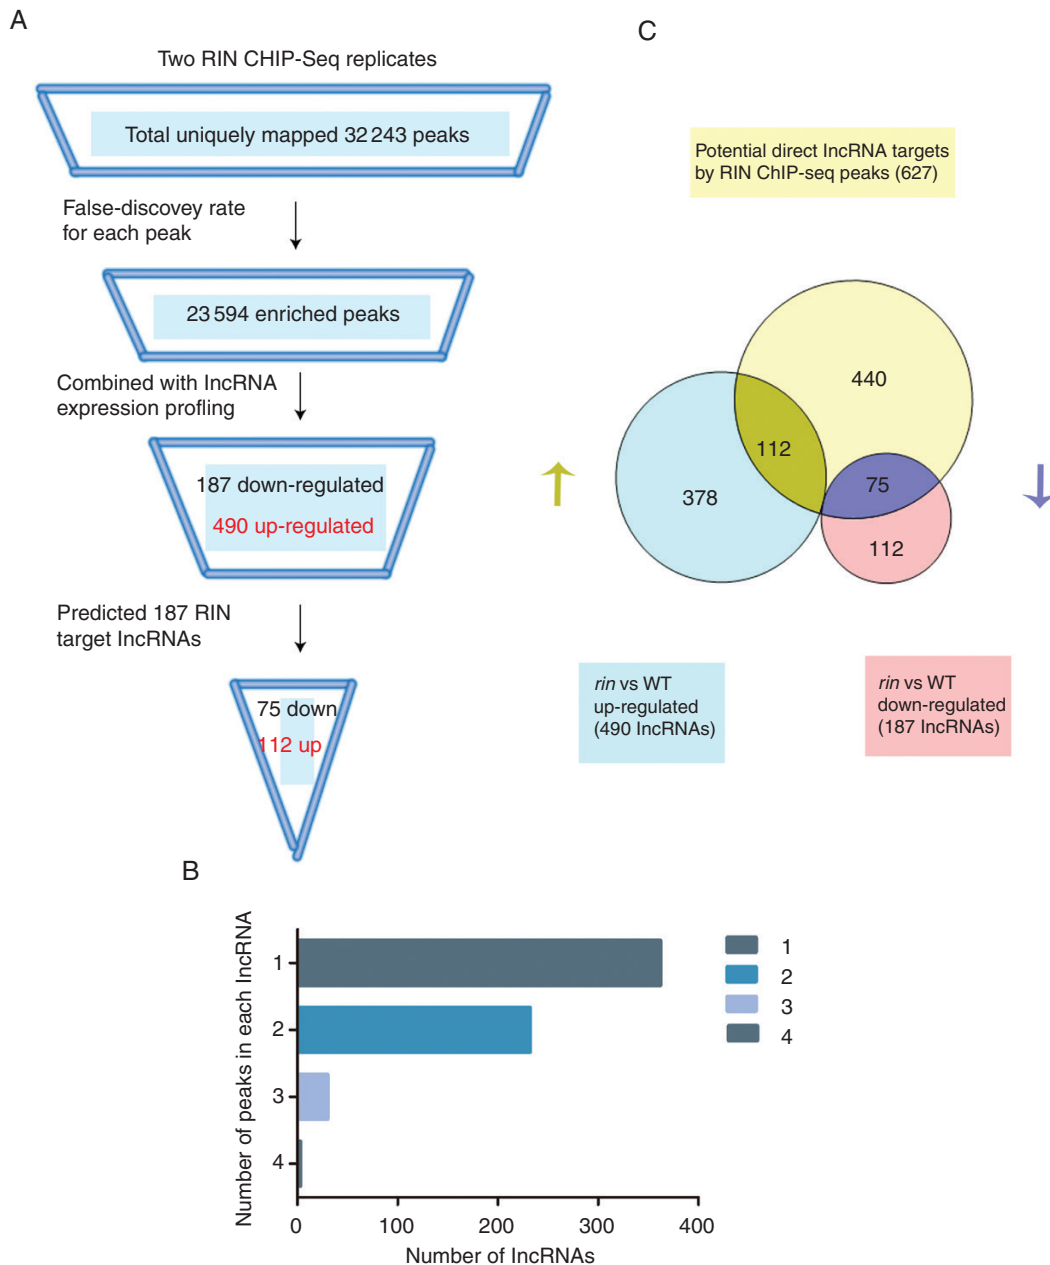 A
Two RIN CHIP-Seq replicates
Total uniquely mapped 32 243 peaks
False-discovey rate
for each peak
23 594 enriched peaks
Combined with lncRNA
expression profling
187 down-regulated
490 up-regulated
Predicted 187 RIN
target lncRNAs
75 down
112 up
C
Potential direct lncRNA targets
by RIN ChIP-seq peaks (627)
440
112
75
378
112
rin vs WT
up-regulated
(490 lncRNAs)
rin vs WT
down-regulated
(187 lncRNAs)
B
Number of peaks in each lncRNA
1
2
3
4
0
100
200
300
400
Number of lncRNAs
1
2
3
4